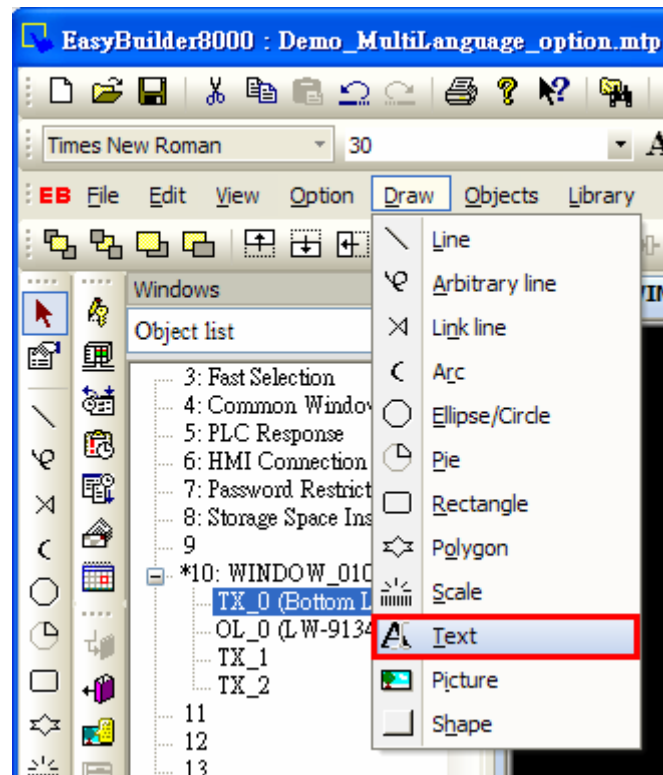 EasyBuilder8000 : Demo_MultiLanguage_option.mtp
Times New Roman 30
EB File Edit View Option Draw Objects Library
Line
Arbitrary line
Link line
Arc
Ellipse/Circle
Pie
Rectangle
Polygon
Scale
Text
Picture
Shape
Windows
Object list
3: Fast Selection
4: Common
5: PLC Response
6: HMI Connection
7: Password
8: Storage Space
9
*10: WINDOW_010
TX_0 (Bottom
OL_0 (LW-9134
TX_1
TX_2
11
12
13